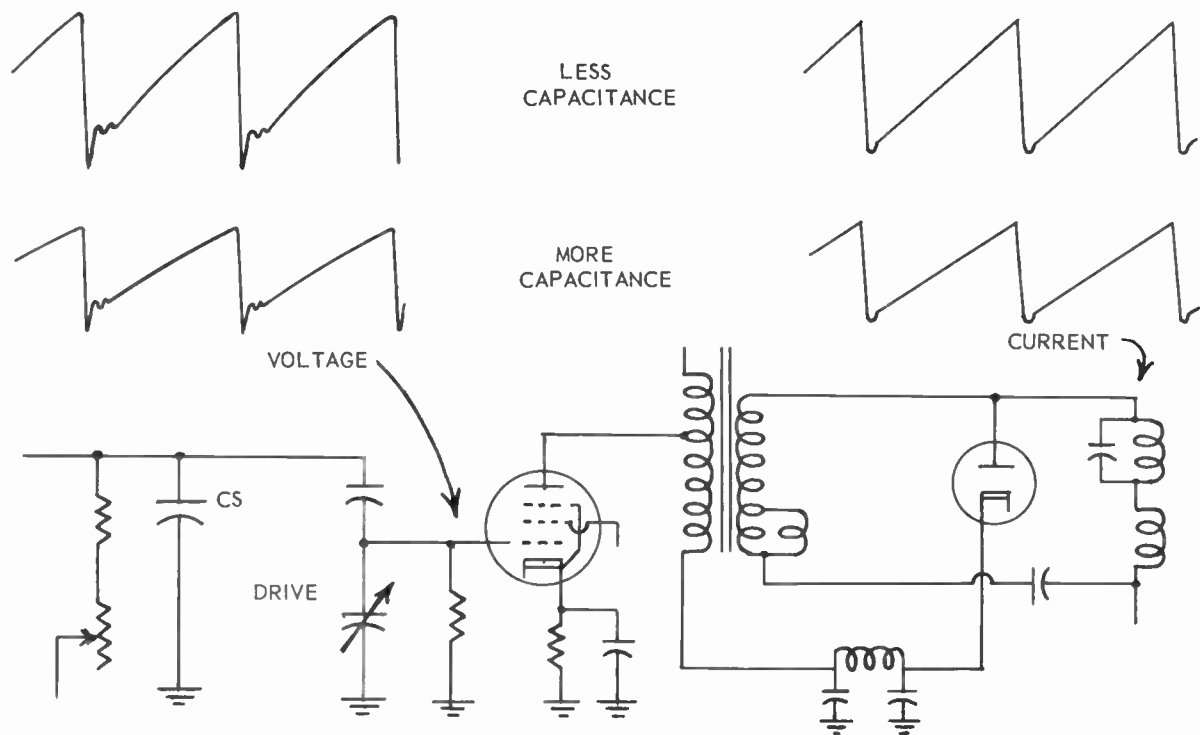 LESS
CAPACITANCE
MORE
CAPACITANCE
VOLTAGE
CURRENT
CS
DRIVE